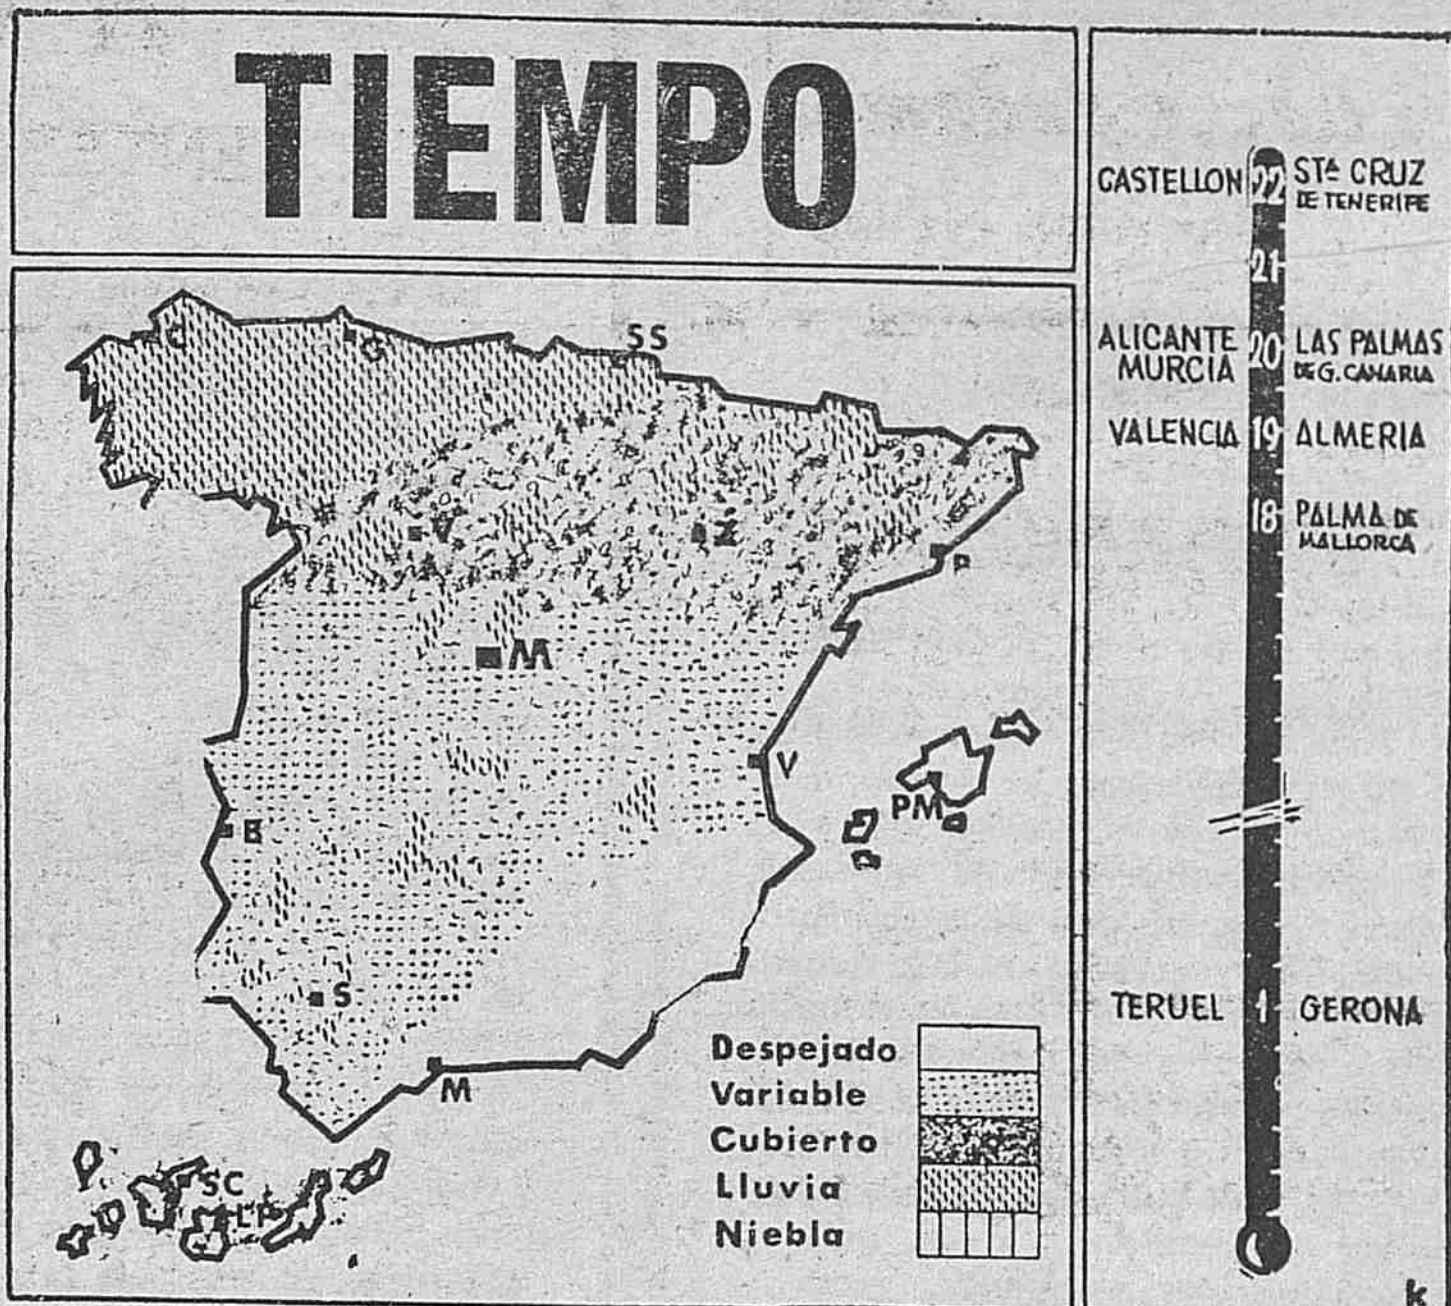 TIEMPO
C
G
SS
V
Z
M
V
B
PM
S
M
SC
LP
Despejado
Variable
Cubierto
Lluvia
Niebla
CASTELLON 22 STA CRUZ
DE TENERIFE
21
ALICANTE 20 LAS PALMAS
MURCIA DE G. CANARIA
VALENCIA 19 ALMERIA
18 PALMA DE
MALLORCA
TERUEL 1 GERONA
k